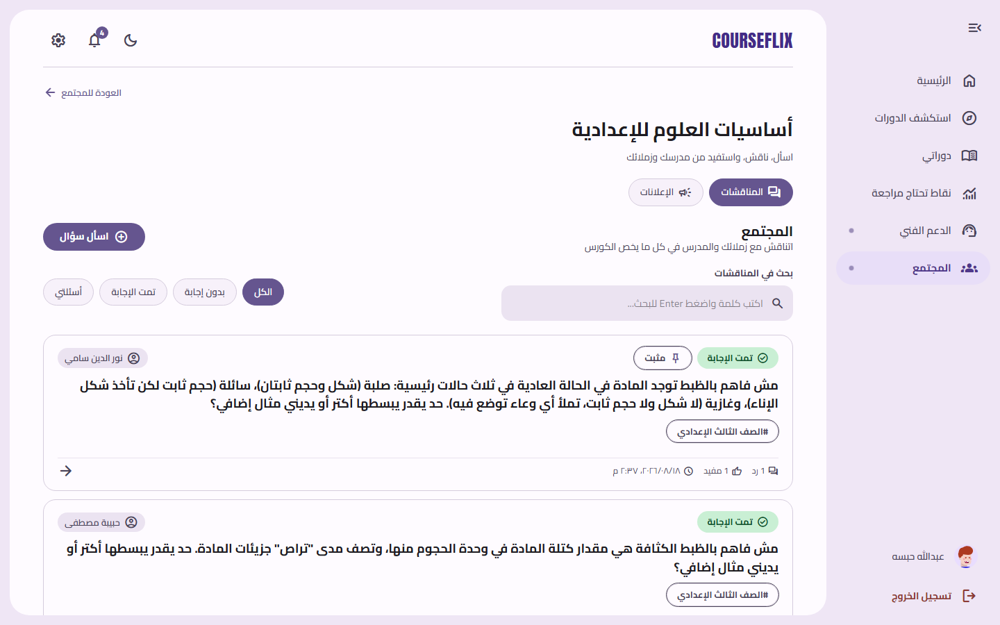 COURSEFLIX
4
العودة للمجتمع
أساسيات العلوم للإعدادية
اسأل، ناقش، واستفيد من مدرسك وزملائك
المناقشات
الإعلانات
المجتمع
اتناقش مع زملائك والمدرس في كل ما يخص الكورس
اسأل سؤال
بحث في المناقشات
اكتب كلمة واضغط Enter للبحث...
الكل
بدون إجابة
تمت الإجابة
أسئلتي
تمت الإجابة
مثبت
نور الدين سامي
مش فاهم بالظبط توجد المادة في الحالة العادية في ثلاث حالات رئيسية: صلبة (شكل وحجم ثابتان)، سائلة (حجم ثابت لكن تأخذ شكل
الإناء)، وغازية (لا شكل ولا حجم ثابت، تملأ أي وعاء توضع فيه). حد يقدر يبسطها أكتر أو يديني مثال إضافي؟
#الصف الثالث الإعدادي
1 رد
1 مفيد
٢٠٢٦/٠٨/١٨، ٢:٣٧ م
تمت الإجابة
حبيبة مصطفى
مش فاهم بالظبط الكثافة هي مقدار كتلة المادة في وحدة الحجوم منها، وتصف مدى "تراص" جزيئات المادة. حد يقدر يبسطها أكتر أو
يديني مثال إضافي؟
#الصف الثالث الإعدادي
الرئيسية
استكشف الدورات
دوراتي
نقاط تحتاج مراجعة
الدعم الفني
المجتمع
عبدالله حبسه
تسجيل الخروج